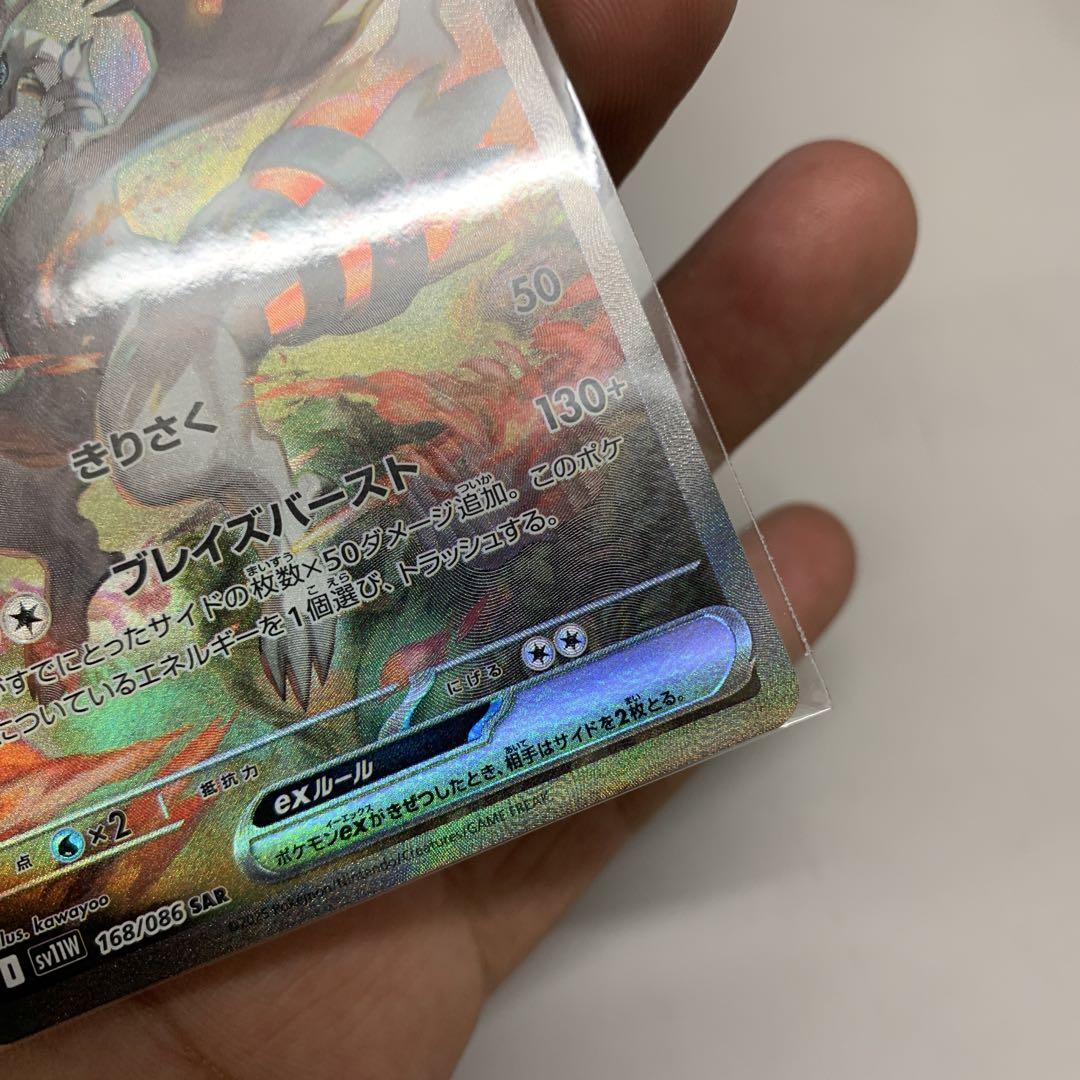 きりさく 50
ブレイズバースト 130+
すでにとったサイドの枚数×50ダメージ追加。このポケ
についているエネルギーを1個選び、トラッシュする。
点 ×2 抵抗力 にげる
exルール
ポケモンexがきぜつしたとき、相手はサイドを2枚とる。
lus. kawayoo
sv11W 168/086 SAR
©2025 Pokémon/Nintendo/Creatures/GAME FREAK